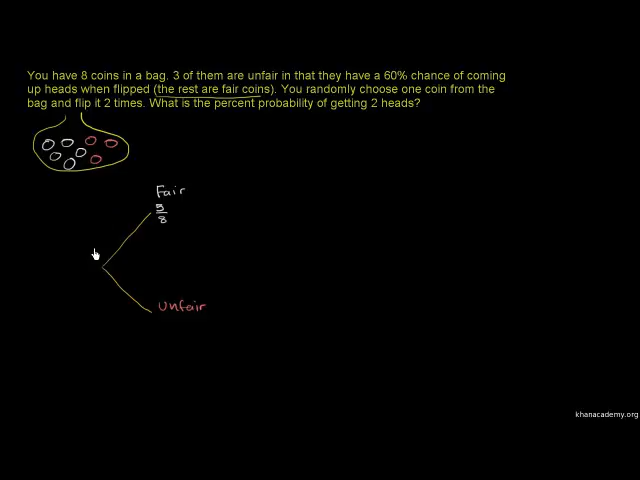 You have 8 coins in a bag. 3 of them are unfair in that they have a 60% chance of coming
up heads when flipped (the rest are fair coins). You randomly choose one coin from the
bag and flip it 2 times. What is the percent probability of getting 2 heads?
Fair
5/8
Unfair
khanacademy.org